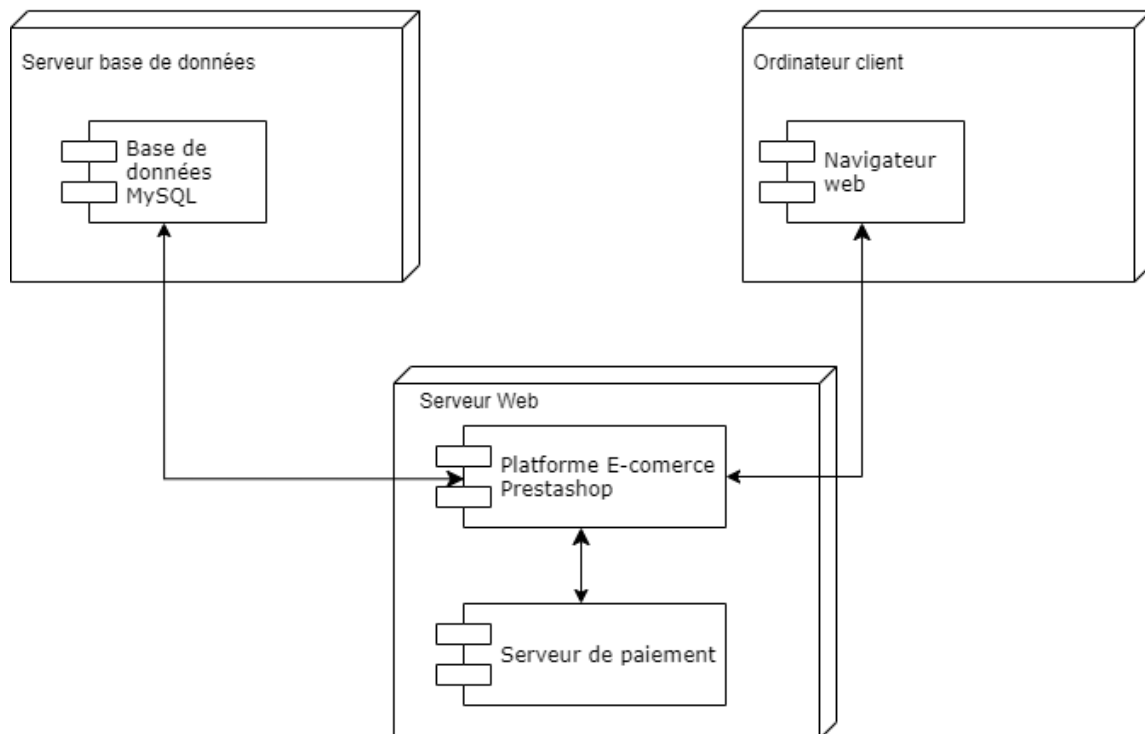 Serveur base de données
Base de
données
MySQL
Ordinateur client
Navigateur
web
Serveur Web
Platforme E-comerce
Prestashop
Serveur de paiement